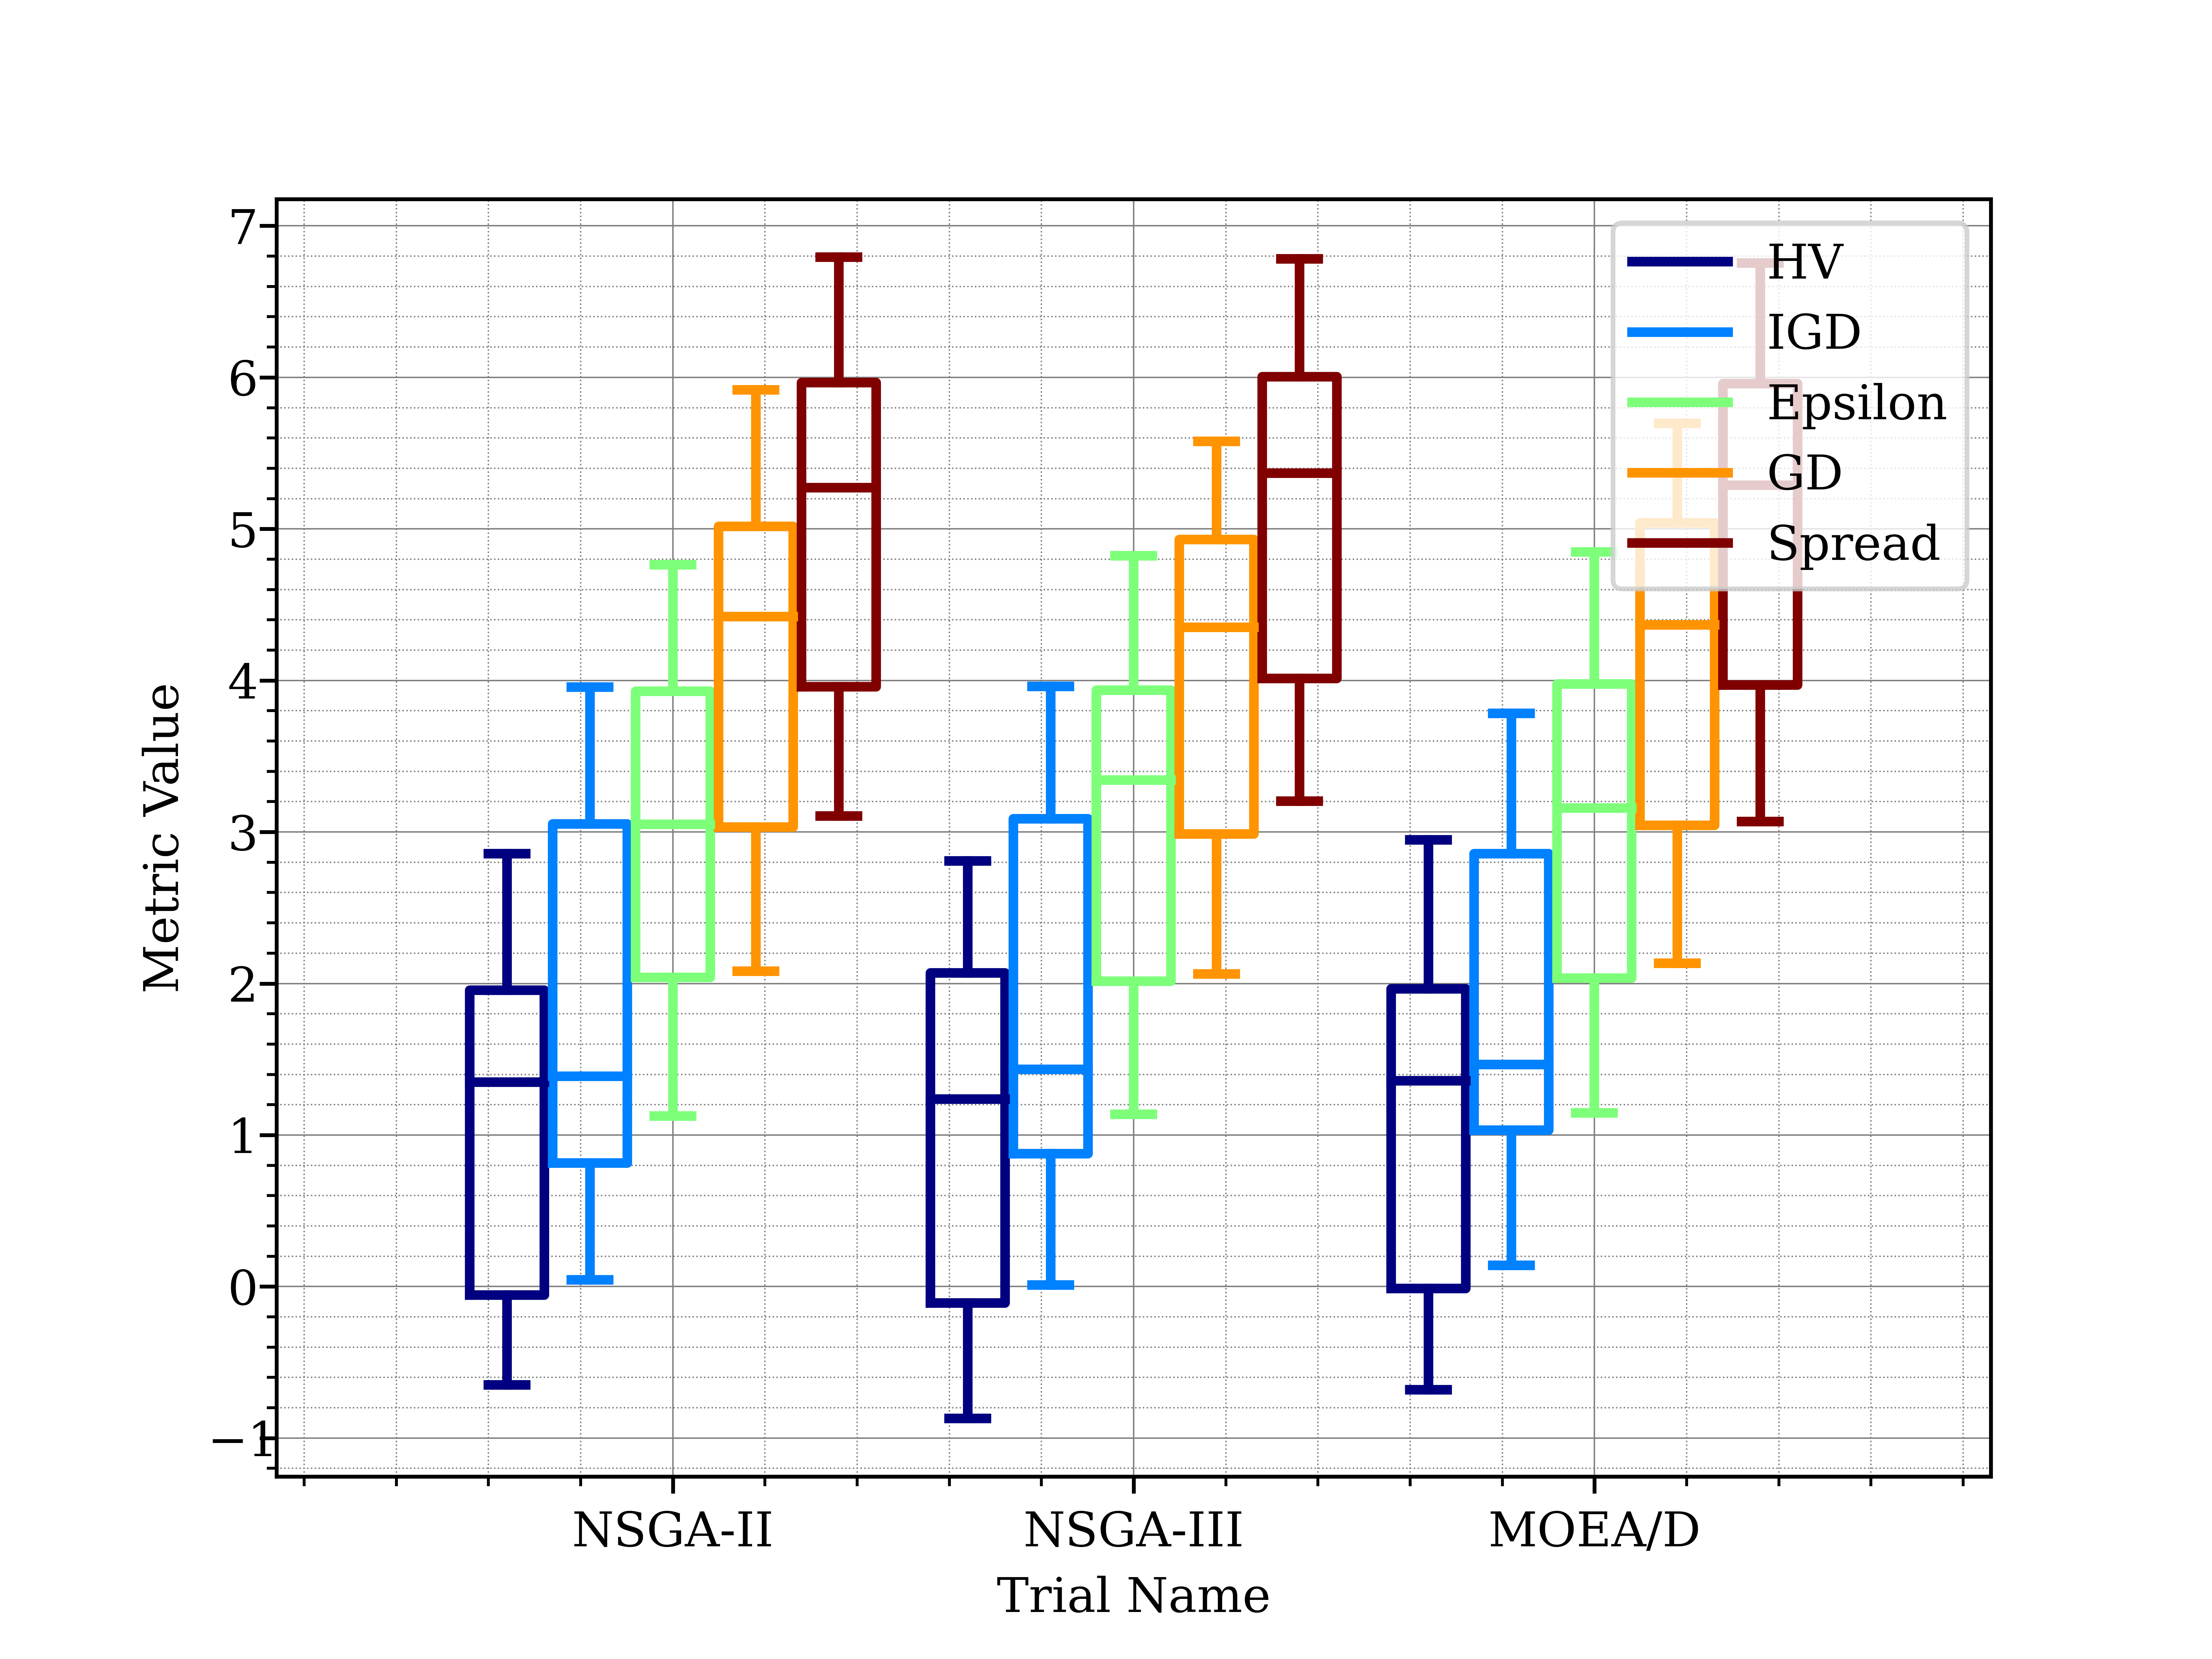 7
6
5
4
3
2
1
0
−1
Metric Value
HV
IGD
Epsilon
GD
Spread
NSGA-II
NSGA-III
MOEA/D
Trial Name